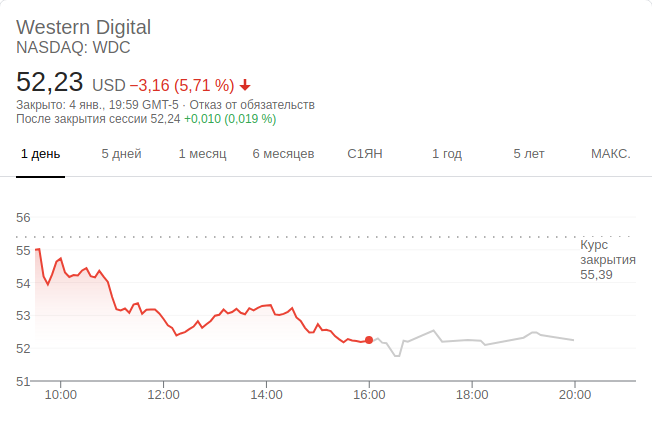 Western Digital
NASDAQ: WDC
52,23 USD −3,16 (5,71 %)
Закрыто: 4 янв., 19:59 GMT-5 · Отказ от обязательств
После закрытия сессии 52,24 +0,010 (0,019 %)
1 день 5 дней 1 месяц 6 месяцев С1ЯН 1 год 5 лет МАКС.
56
55
54
53
52
51
Курс
закрытия
55,39
10:00 12:00 14:00 16:00 18:00 20:00